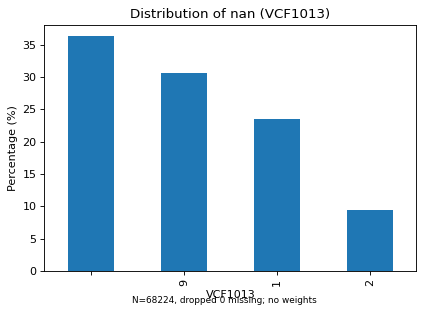 Distribution of nan (VCF1013)
Percentage (%)
35
30
25
20
15
10
5
0
9
1
2
VCF1013
N=68224, dropped 0 missing; no weights